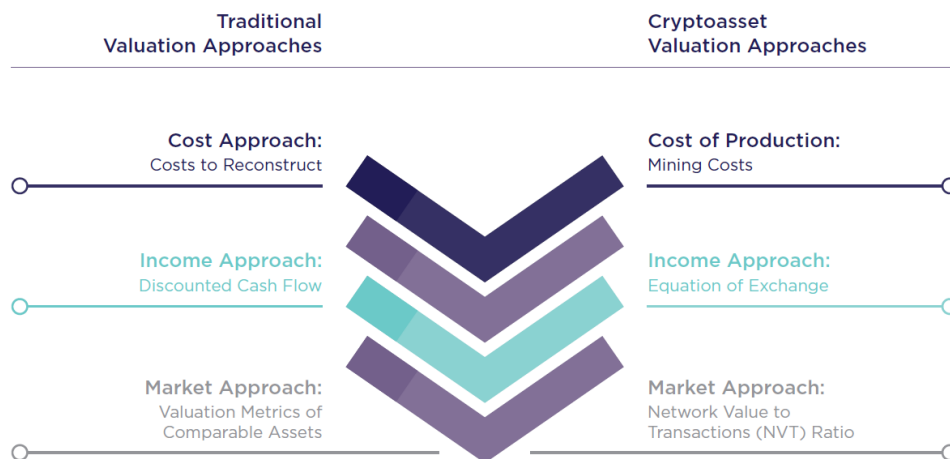 Traditional
Valuation Approaches
Cryptoasset
Valuation Approaches
Cost Approach:
Costs to Reconstruct
Cost of Production:
Mining Costs
Income Approach:
Discounted Cash Flow
Income Approach:
Equation of Exchange
Market Approach:
Valuation Metrics of
Comparable Assets
Market Approach:
Network Value to
Transactions (NVT) Ratio